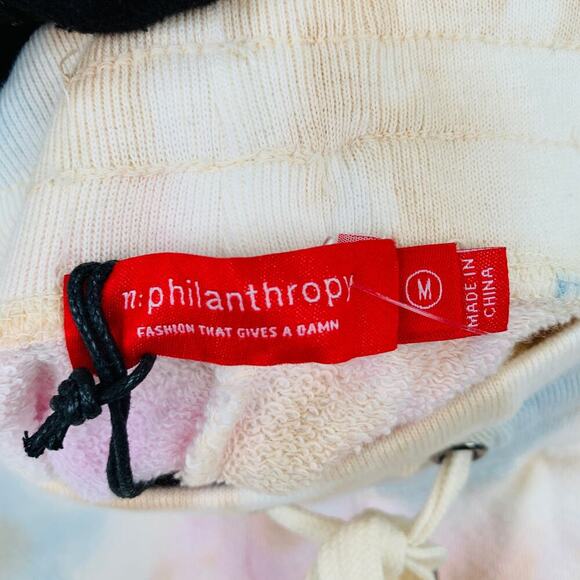 n:philanthropy
FASHION THAT GIVES A DAMN
M
MADE IN
CHINA